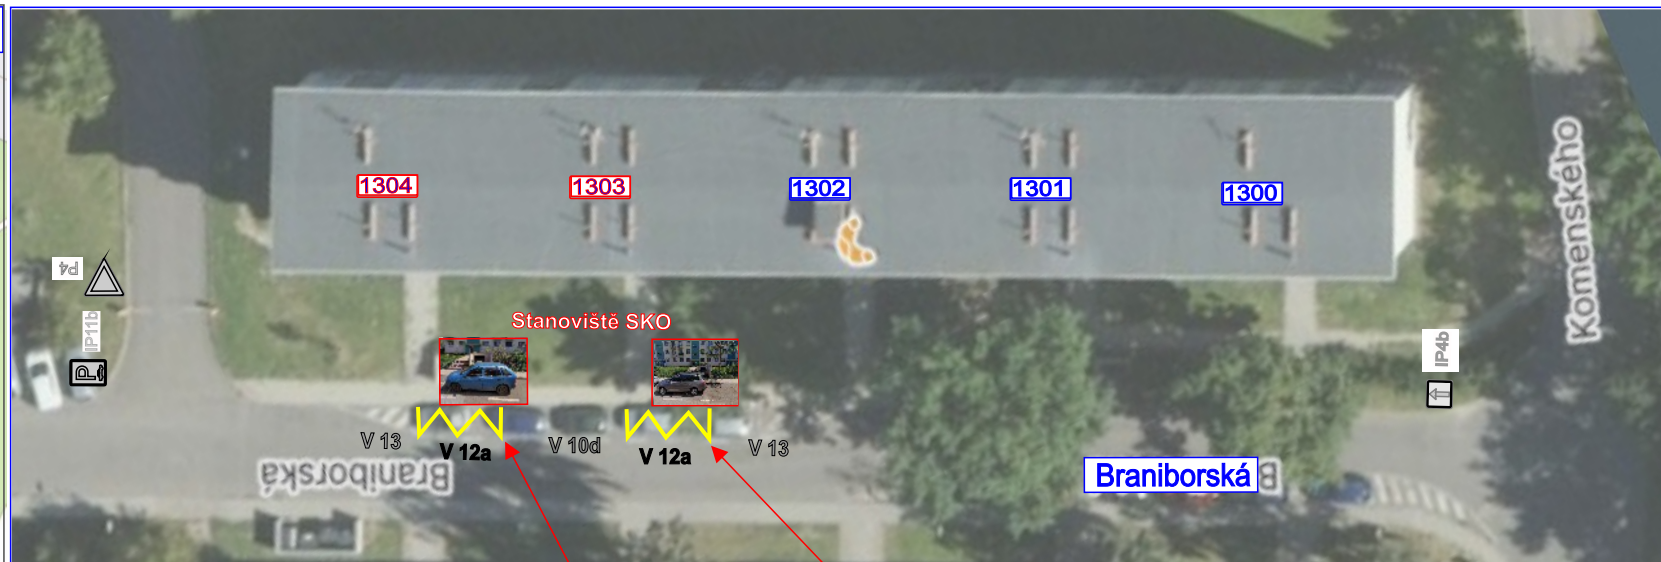 1304
1303
1302
1301
1300
Komenského
P4
IP11b
P
Stanoviště SKO
IP4b
V 13
V 12a
V 10d
V 12a
V 13
Braniborská
Braniborská
B